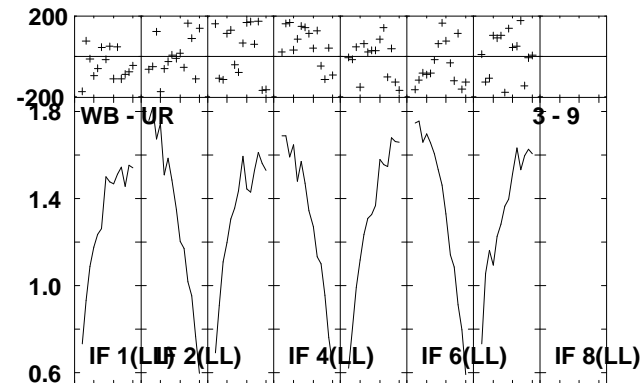 200
-200
1.8
WB - UR
3 - 9
1.4
1.0
0.6
IF 1(LL)
IF 2(LL)
IF 4(LL)
IF 6(LL)
IF 8(LL)